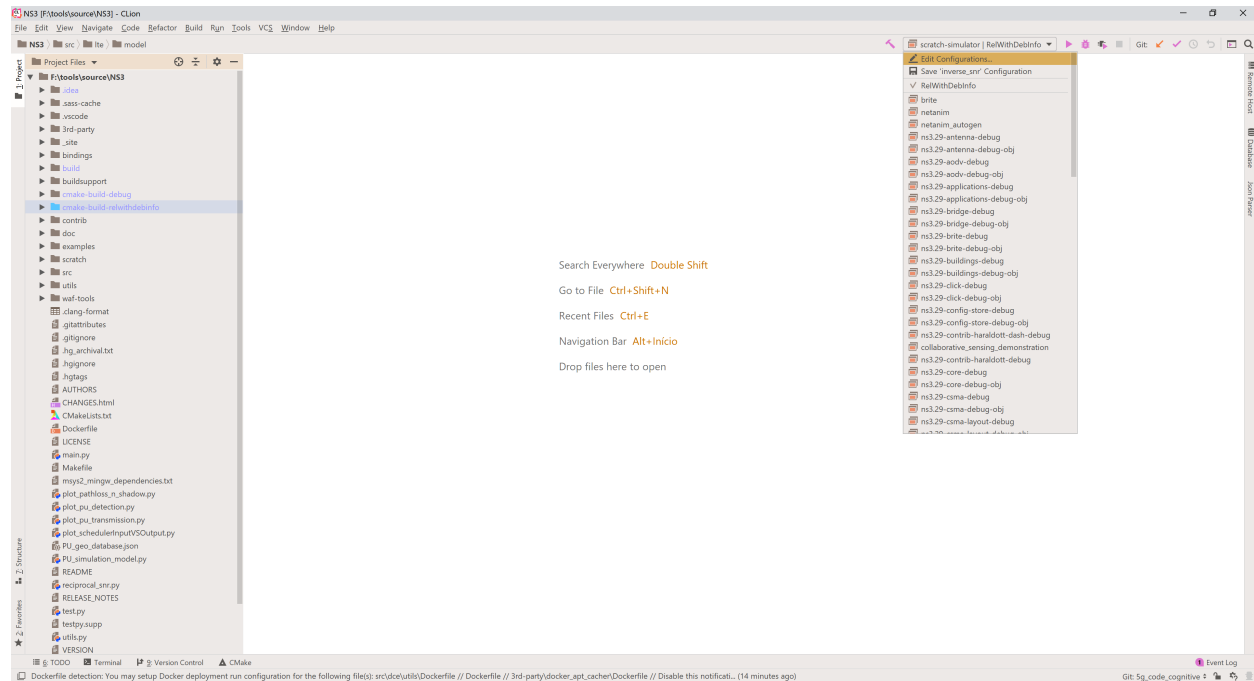 NS3 [F:\tools\source\NS3] - CLion
File Edit View Navigate Code Refactor Build Run Tools VCS Window Help
NS3 src lte model
scratch-simulator | RelWithDebInfo
Git:
1: Project
Project Files
F:\tools\source\NS3
.idea
.sass-cache
.vscode
3rd-party
_site
bindings
build
buildsupport
cmake-build-debug
cmake-build-relwithdebinfo
contrib
doc
examples
scratch
src
utils
waf-tools
.clang-format
.gitattributes
.gitignore
.hg_archival.txt
.hgignore
.hgtags
AUTHORS
CHANGES.html
CMakeLists.txt
Dockerfile
LICENSE
main.py
Makefile
msys2_mingw_dependencies.txt
plot_pathloss_n_shadow.py
plot_pu_detection.py
plot_pu_transmission.py
plot_schedulerInputVSOutput.py
PU_geo_database.json
PU_simulation_model.py
README
reciprocal_snr.py
RELEASE_NOTES
test.py
testpy.supp
utils.py
VERSION
7: Structure
2: Favorites
Search Everywhere Double Shift
Go to File Ctrl+Shift+N
Recent Files Ctrl+E
Navigation Bar Alt+Início
Drop files here to open
Edit Configurations...
Save 'inverse_snr' Configuration
RelWithDebInfo
brite
netanim
netanim_autogen
ns3.29-antenna-debug
ns3.29-antenna-debug-obj
ns3.29-aodv-debug
ns3.29-aodv-debug-obj
ns3.29-applications-debug
ns3.29-applications-debug-obj
ns3.29-bridge-debug
ns3.29-bridge-debug-obj
ns3.29-brite-debug
ns3.29-brite-debug-obj
ns3.29-buildings-debug
ns3.29-buildings-debug-obj
ns3.29-click-debug
ns3.29-click-debug-obj
ns3.29-config-store-debug
ns3.29-config-store-debug-obj
ns3.29-contrib-haraldott-dash-debug
collaborative_sensing_demonstration
ns3.29-contrib-haraldott-debug
ns3.29-core-debug
ns3.29-core-debug-obj
ns3.29-csma-debug
ns3.29-csma-debug-obj
ns3.29-csma-layout-debug
ns3.29-csma-layout-debug-obj
Remote Host
Database
Json Parser
6: TODO Terminal 9: Version Control CMake
1 Event Log
Dockerfile detection: You may setup Docker deployment run configuration for the following file(s): src\dce\utils\Dockerfile // Dockerfile // 3rd-party\docker_apt_cacher\Dockerfile // Disable this notificati... (14 minutes ago)
Git: 5g_code_cognitive